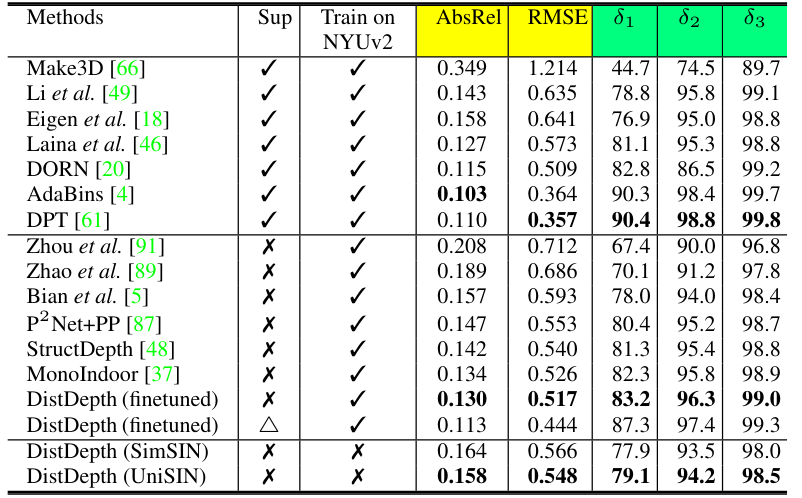 Methods Sup Train on NYUv2 AbsRel RMSE δ1 δ2 δ3
Make3D [66] ✓ ✓ 0.349 1.214 44.7 74.5 89.7
Li et al. [49] ✓ ✓ 0.143 0.635 78.8 95.8 99.1
Eigen et al. [18] ✓ ✓ 0.158 0.641 76.9 95.0 98.8
Laina et al. [46] ✓ ✓ 0.127 0.573 81.1 95.3 98.8
DORN [20] ✓ ✓ 0.115 0.509 82.8 86.5 99.2
AdaBins [4] ✓ ✓ 0.103 0.364 90.3 98.4 99.7
DPT [61] ✓ ✓ 0.110 0.357 90.4 98.8 99.8
Zhou et al. [91] ✗ ✓ 0.208 0.712 67.4 90.0 96.8
Zhao et al. [89] ✗ ✓ 0.189 0.686 70.1 91.2 97.8
Bian et al. [5] ✗ ✓ 0.157 0.593 78.0 94.0 98.4
P²Net+PP [87] ✗ ✓ 0.147 0.553 80.4 95.2 98.7
StructDepth [48] ✗ ✓ 0.142 0.540 81.3 95.4 98.8
MonoIndoor [37] ✗ ✓ 0.134 0.526 82.3 95.8 98.9
DistDepth (finetuned) ✗ ✓ 0.130 0.517 83.2 96.3 99.0
DistDepth (finetuned) △ ✓ 0.113 0.444 87.3 97.4 99.3
DistDepth (SimSIN) ✗ ✗ 0.164 0.566 77.9 93.5 98.0
DistDepth (UniSIN) ✗ ✗ 0.158 0.548 79.1 94.2 98.5